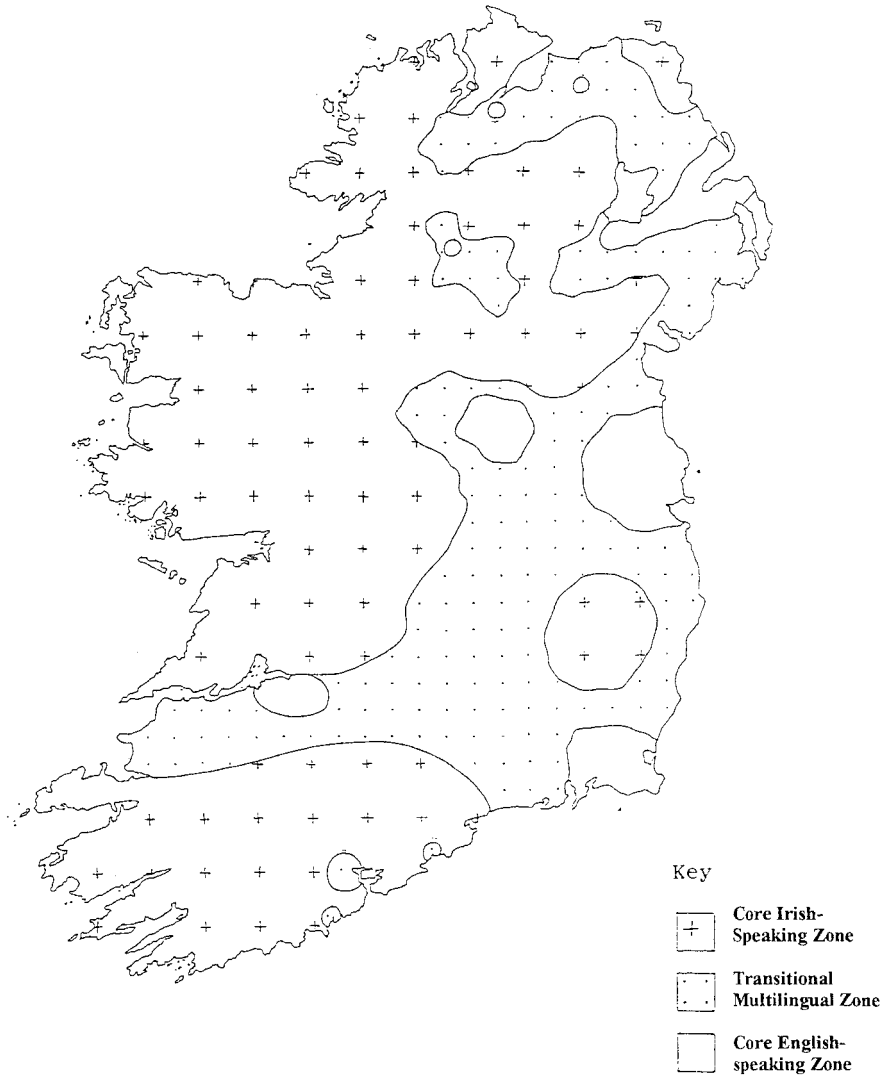 Key
Core Irish-
Speaking Zone
Transitional
Multilingual Zone
Core English-
speaking Zone